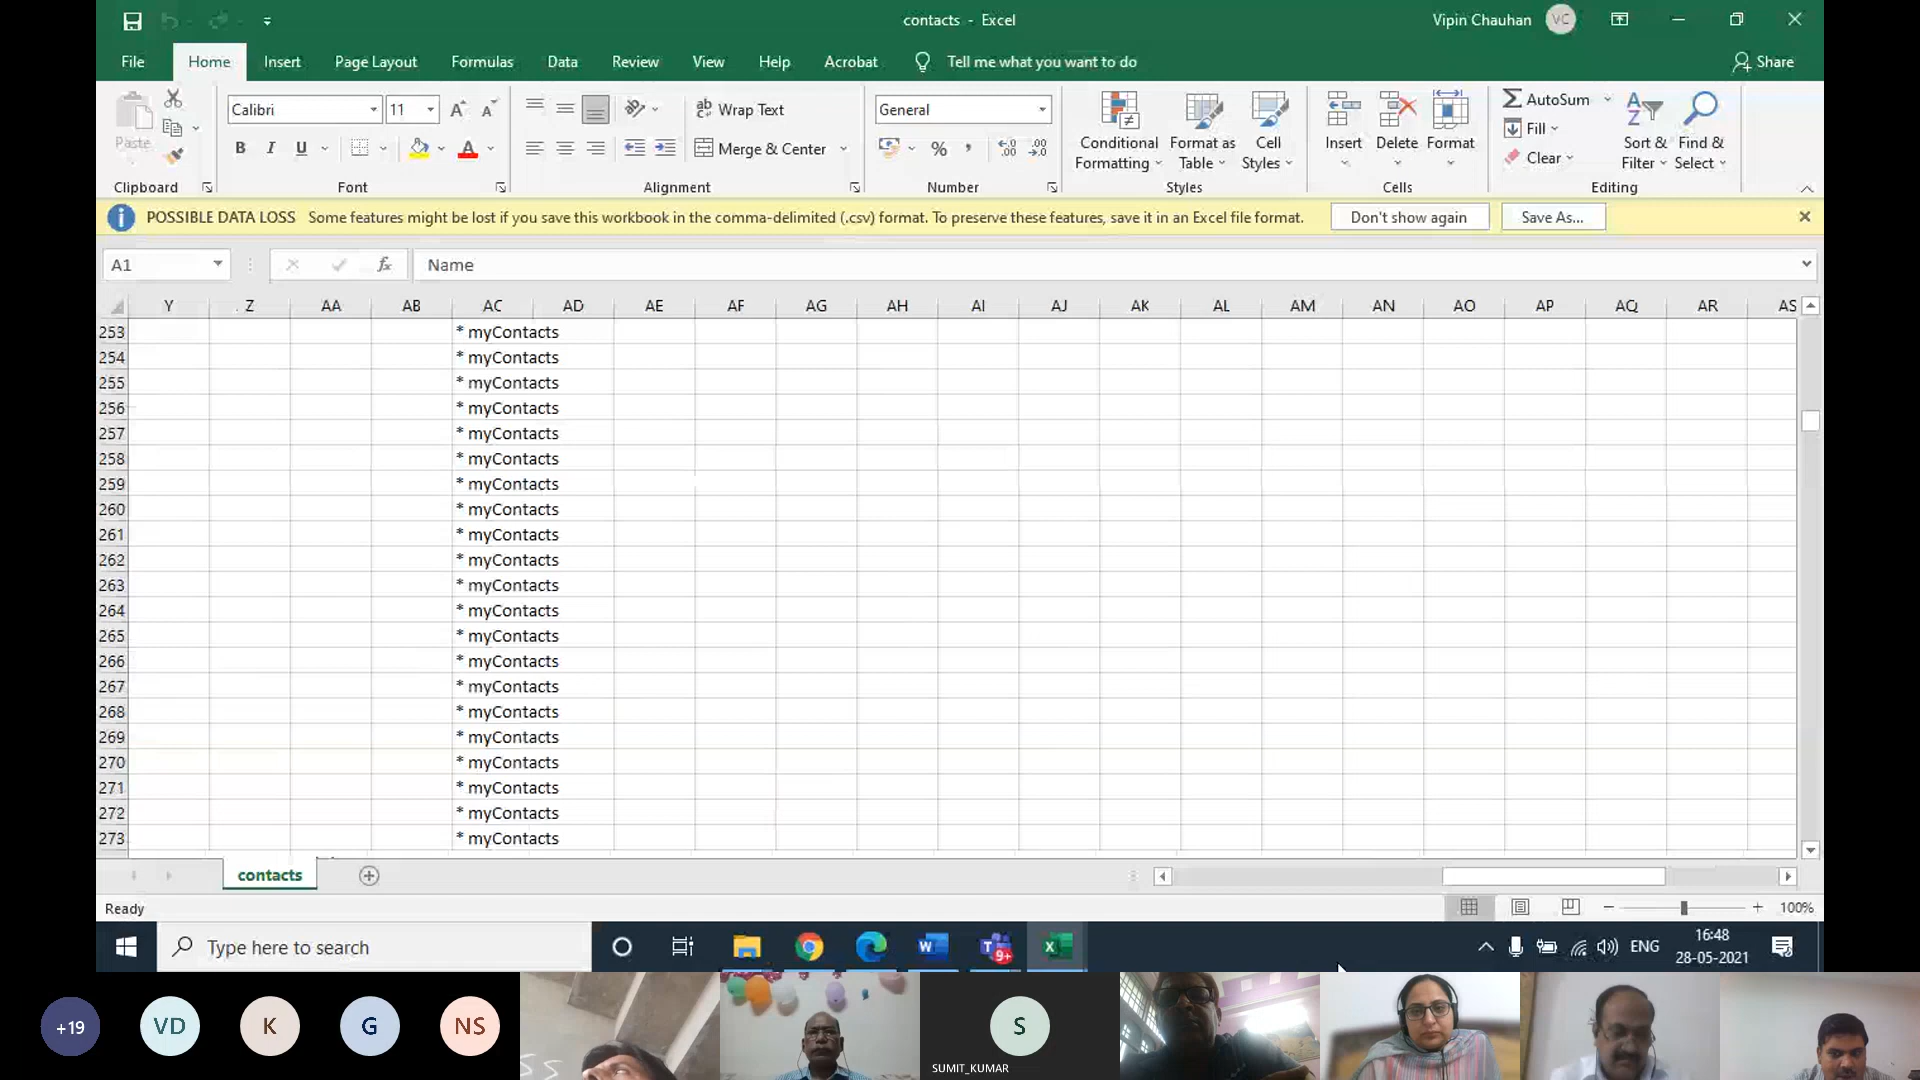 contacts - Excel
Vipin Chauhan VC
File Home Insert Page Layout Formulas Data Review View Help Acrobat Tell me what you want to do Share
Paste
Clipboard
Calibri 11
B I U
Font
Wrap Text
Merge & Center
Alignment
General
%
Number
Conditional Formatting
Format as Table
Cell Styles
Styles
Insert Delete Format
Cells
AutoSum
Fill
Clear
Sort & Filter
Find & Select
Editing
POSSIBLE DATA LOSS Some features might be lost if you save this workbook in the comma-delimited (.csv) format. To preserve these features, save it in an Excel file format. Don't show again Save As...
A1 fx Name
Y Z AA AB AC AD AE AF AG AH AI AJ AK AL AM AN AO AP AQ AR AS
253 * myContacts
254 * myContacts
255 * myContacts
256 * myContacts
257 * myContacts
258 * myContacts
259 * myContacts
260 * myContacts
261 * myContacts
262 * myContacts
263 * myContacts
264 * myContacts
265 * myContacts
266 * myContacts
267 * myContacts
268 * myContacts
269 * myContacts
270 * myContacts
271 * myContacts
272 * myContacts
273 * myContacts
contacts
Ready 100%
Type here to search
9+
ENG
16:48
28-05-2021
+19 VD K G NS S
SUMIT_KUMAR